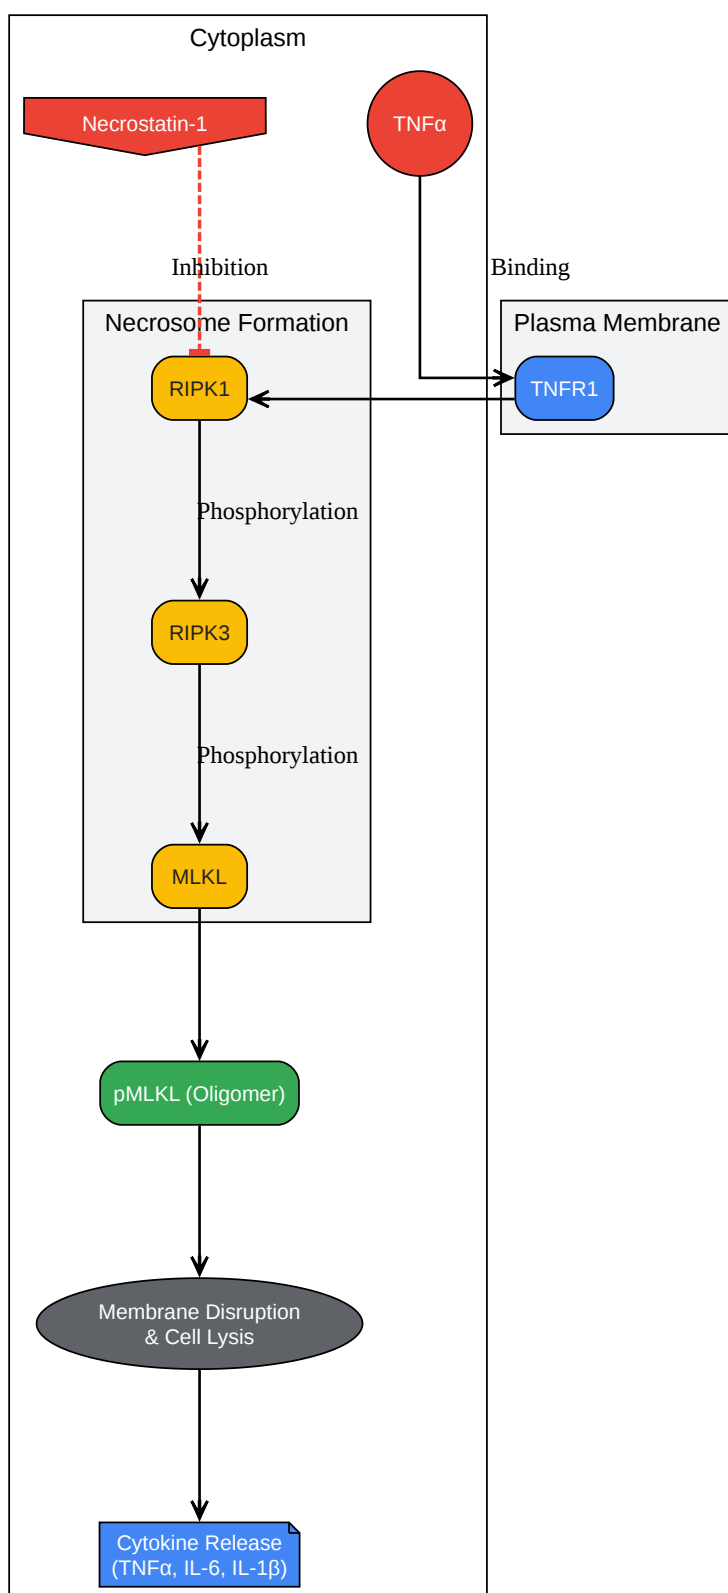 Cytoplasm
Necrostatin-1
TNFα
Inhibition
Binding
Necrosome Formation
Plasma Membrane
RIPK1
TNFR1
Phosphorylation
RIPK3
Phosphorylation
MLKL
pMLKL (Oligomer)
Membrane Disruption
& Cell Lysis
Cytokine Release
(TNFα, IL-6, IL-1β)